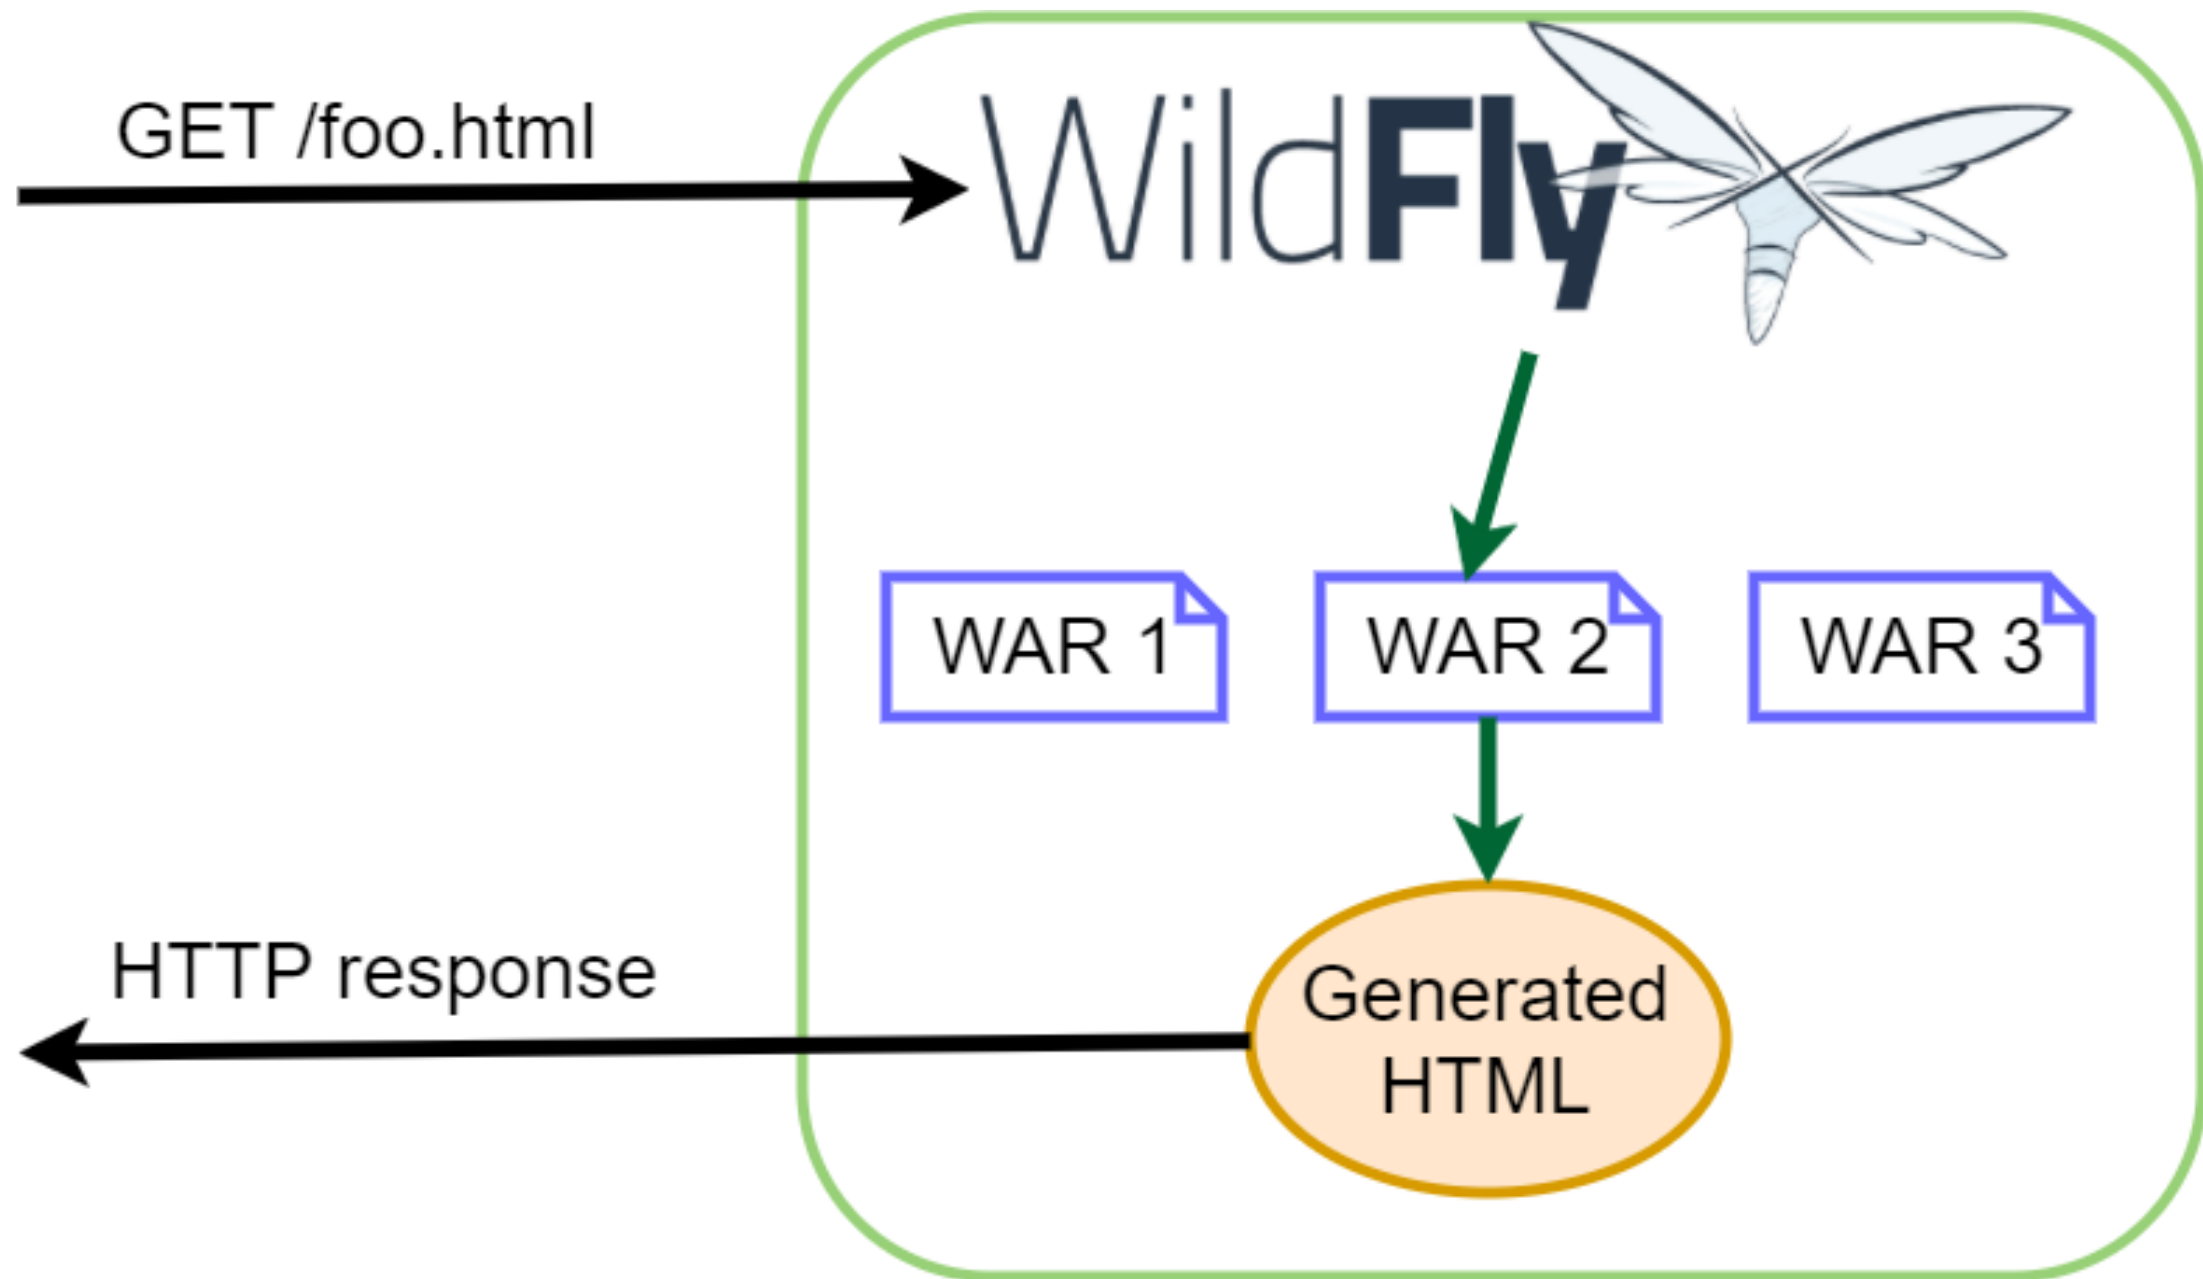 GET /foo.html
WildFly
WAR 1
WAR 2
WAR 3
HTTP response
Generated
HTML